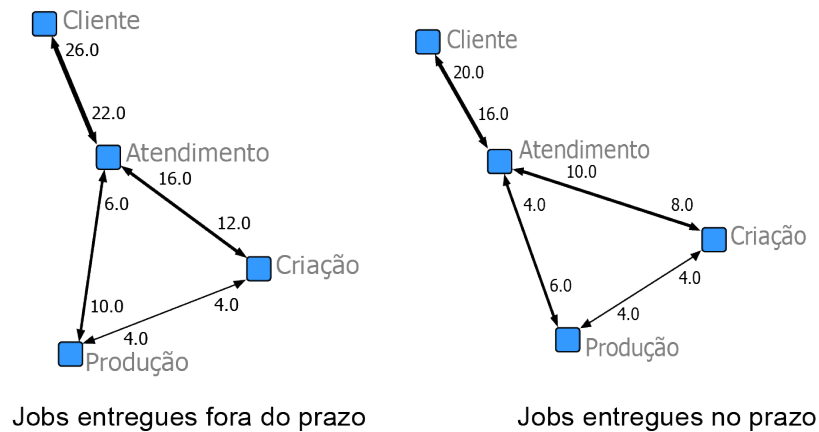 Cliente
26.0
22.0
Atendimento
16.0
6.0
12.0
Criação
10.0
4.0
4.0
Produção
Jobs entregues fora do prazo
Cliente
20.0
16.0
Atendimento
10.0
4.0
8.0
Criação
4.0
6.0
4.0
Produção
Jobs entregues no prazo